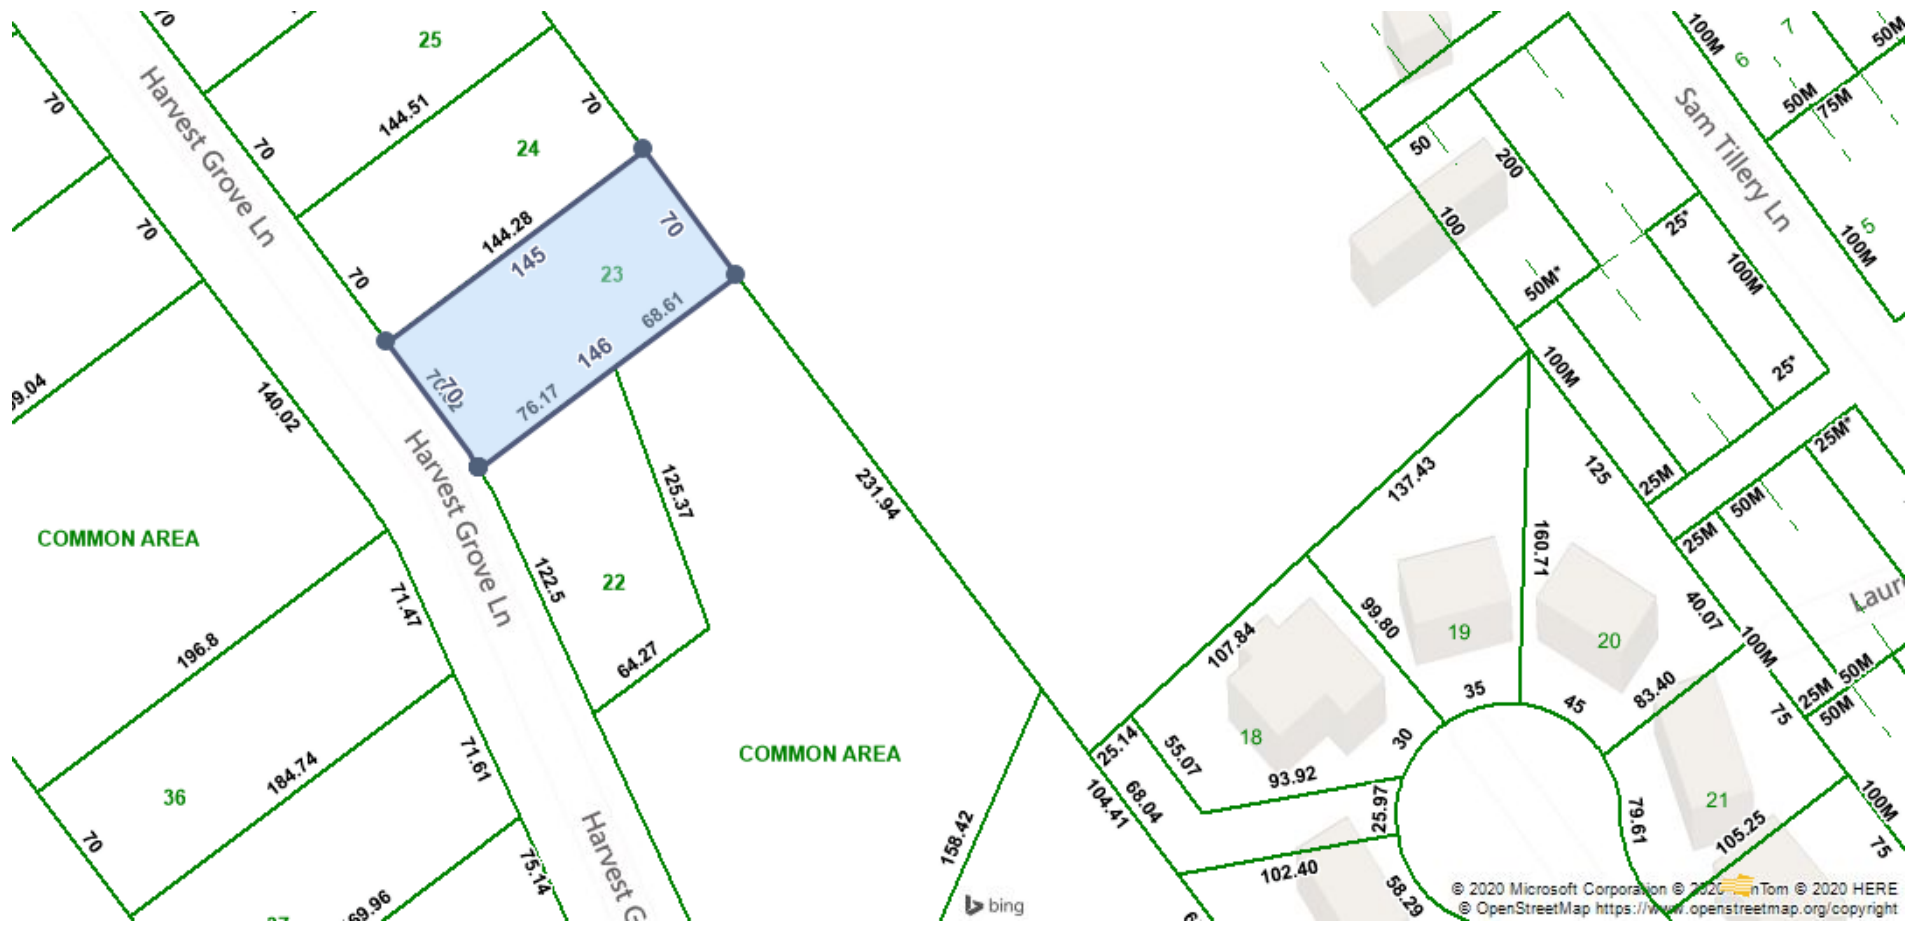 70
25
70
144.51
24
70
70
Harvest Grove Ln
70
70
144.28
145
70
23
68.61
146
76.17
70
70.02
70
140.02
Harvest Grove Ln
125.37
122.5
22
64.27
231.94
COMMON AREA
71.47
196.8
184.74
71.61
36
70
75.14
Harvest G
COMMON AREA
158.42
bing
100M
7
6
50M
50M
75M
Sam Tillery Ln
50
200
100
25*
5
100M
100M
50M*
100M
25*
25M
25M*
50M
25M
125
137.43
160.71
99.80
19
20
40.07
100M
107.84
35
45
83.40
25M
50M
50M
75
18
30
25.14
55.07
93.92
68.04
104.41
25.97
79.61
21
105.25
100M
75
102.40
58.29
© 2020 Microsoft Corporation © 2020 TomTom © 2020 HERE
© OpenStreetMap https://www.openstreetmap.org/copyright